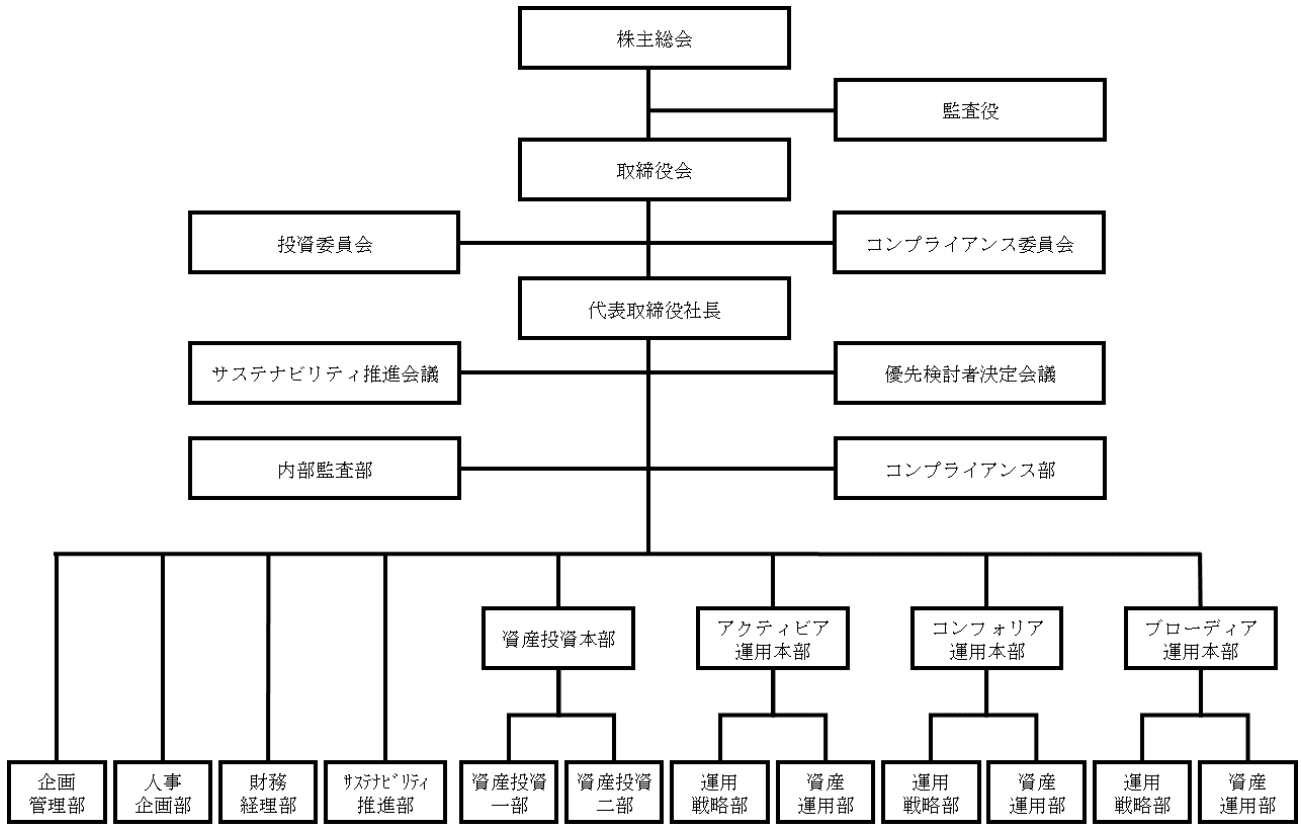 株主総会
監査役
取締役会
投資委員会
コンプライアンス委員会
代表取締役社長
サステナビリティ推進会議
優先検討者決定会議
内部監査部
コンプライアンス部
資産投資本部
アクティビア
運用本部
コンフォリア
運用本部
ブローディア
運用本部
企画
管理部
人事
企画部
財務
経理部
ｻｽﾃﾅﾋﾞﾘﾃｨ
推進部
資産投資
一部
資産投資
二部
運用
戦略部
資産
運用部
運用
戦略部
資産
運用部
運用
戦略部
資産
運用部